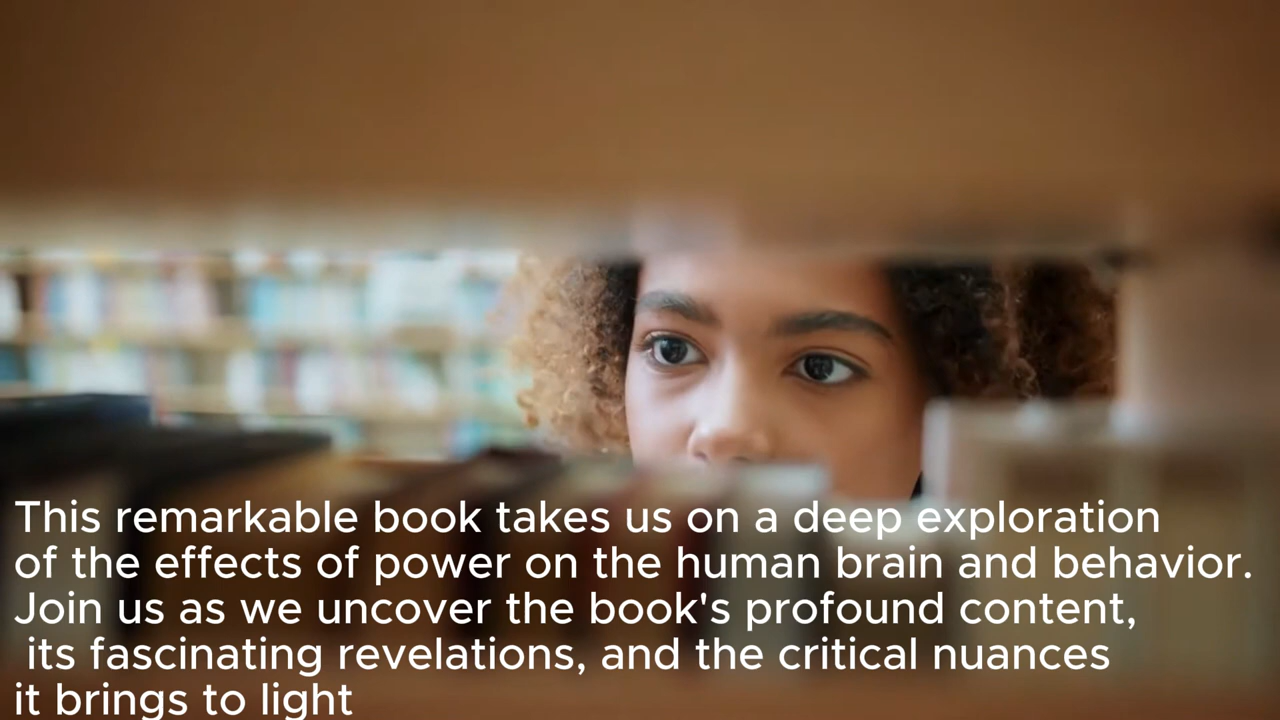 This remarkable book takes us on a deep exploration
of the effects of power on the human brain and behavior.
Join us as we uncover the book's profound content,
its fascinating revelations, and the critical nuances
it brings to light